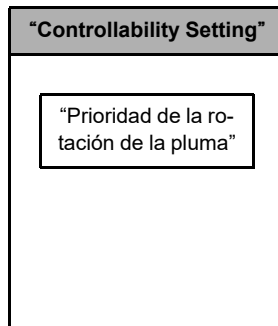 “Controllability Setting”
“Prioridad de la ro-
tación de la pluma”